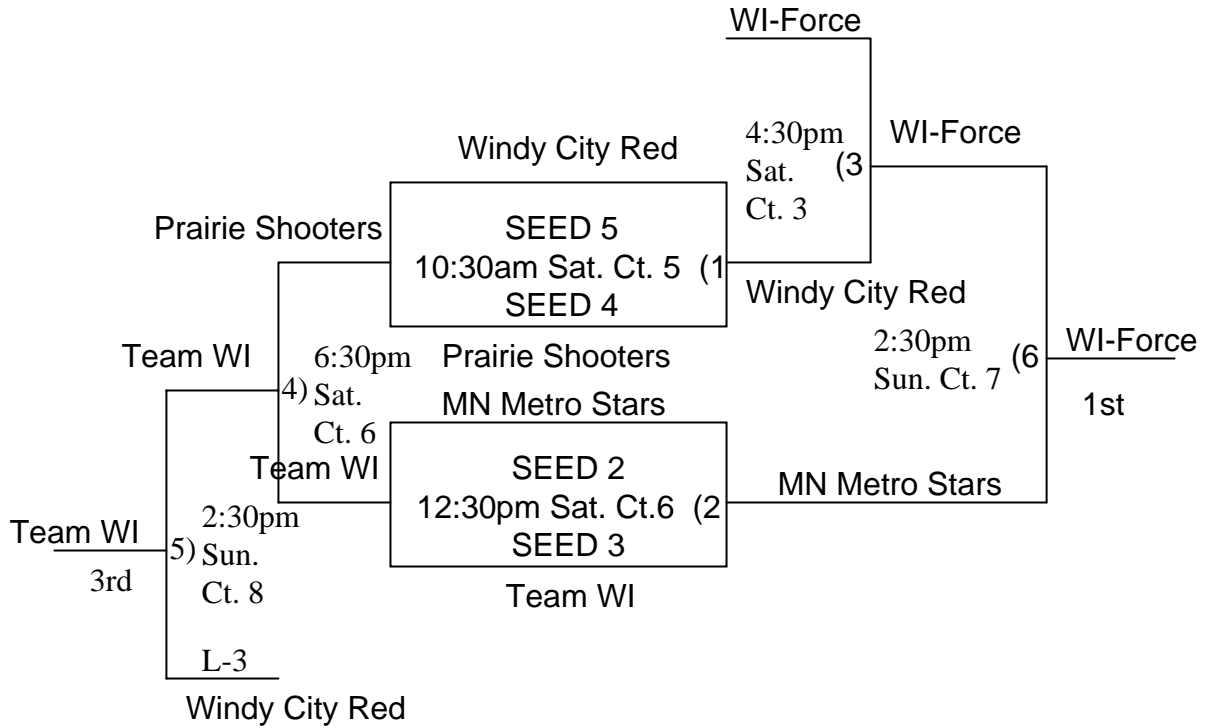 WI-Force
4:30pm
Sat. (3
Ct. 3
WI-Force
Windy City Red
Prairie Shooters
SEED 5
10:30am Sat. Ct. 5 (1
SEED 4
Windy City Red
Prairie Shooters
Team WI
4)
6:30pm
Sat.
Ct. 6
2:30pm
Sun. Ct. 7 (6
WI-Force
1st
MN Metro Stars
Team WI
SEED 2
12:30pm Sat. Ct.6 (2
SEED 3
MN Metro Stars
Team WI
Team WI
3rd
5)
2:30pm
Sun.
Ct. 8
L-3
Windy City Red